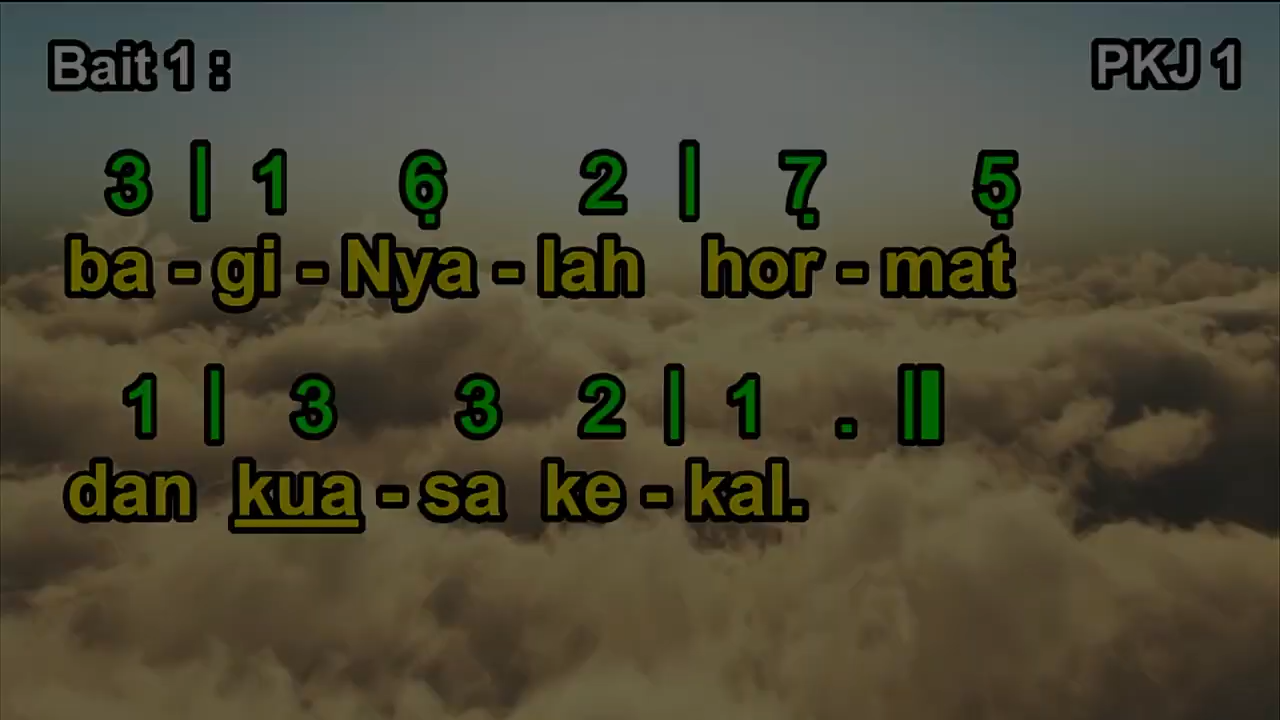 Bait 1 : PKJ 1
3 | 1 6̣ 2 | 7̣ 5̣
ba - gi - Nya - lah hor - mat
1 | 3 3 2 | 1 . ||
dan kua - sa ke - kal.